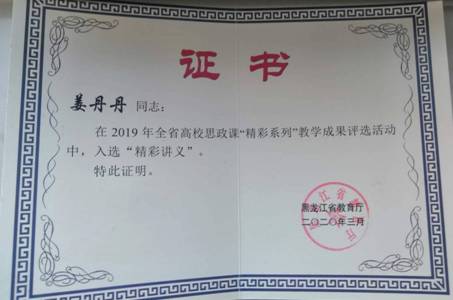 证书
姜丹丹 同志：
在 2019 年全省高校思政课“精彩系列”教学成果评选活动
中，入选“精彩讲义”。
特此证明。
黑龙江省教育厅
二〇二〇年三月